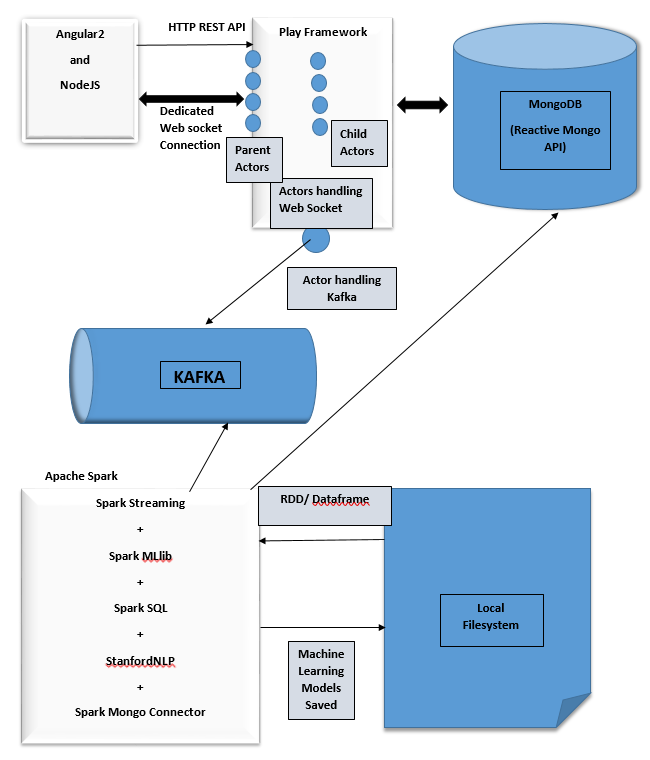 Angular2
and
NodeJS
HTTP REST API
Dedicated
Web socket
Connection
Play Framework
Parent
Actors
Child
Actors
Actors handling
Web Socket
MongoDB
(Reactive Mongo
API)
Actor handling
Kafka
KAFKA
Apache Spark
Spark Streaming
+
Spark MLlib
+
Spark SQL
+
StanfordNLP
+
Spark Mongo Connector
RDD/ Dataframe
Machine
Learning
Models
Saved
Local
Filesystem